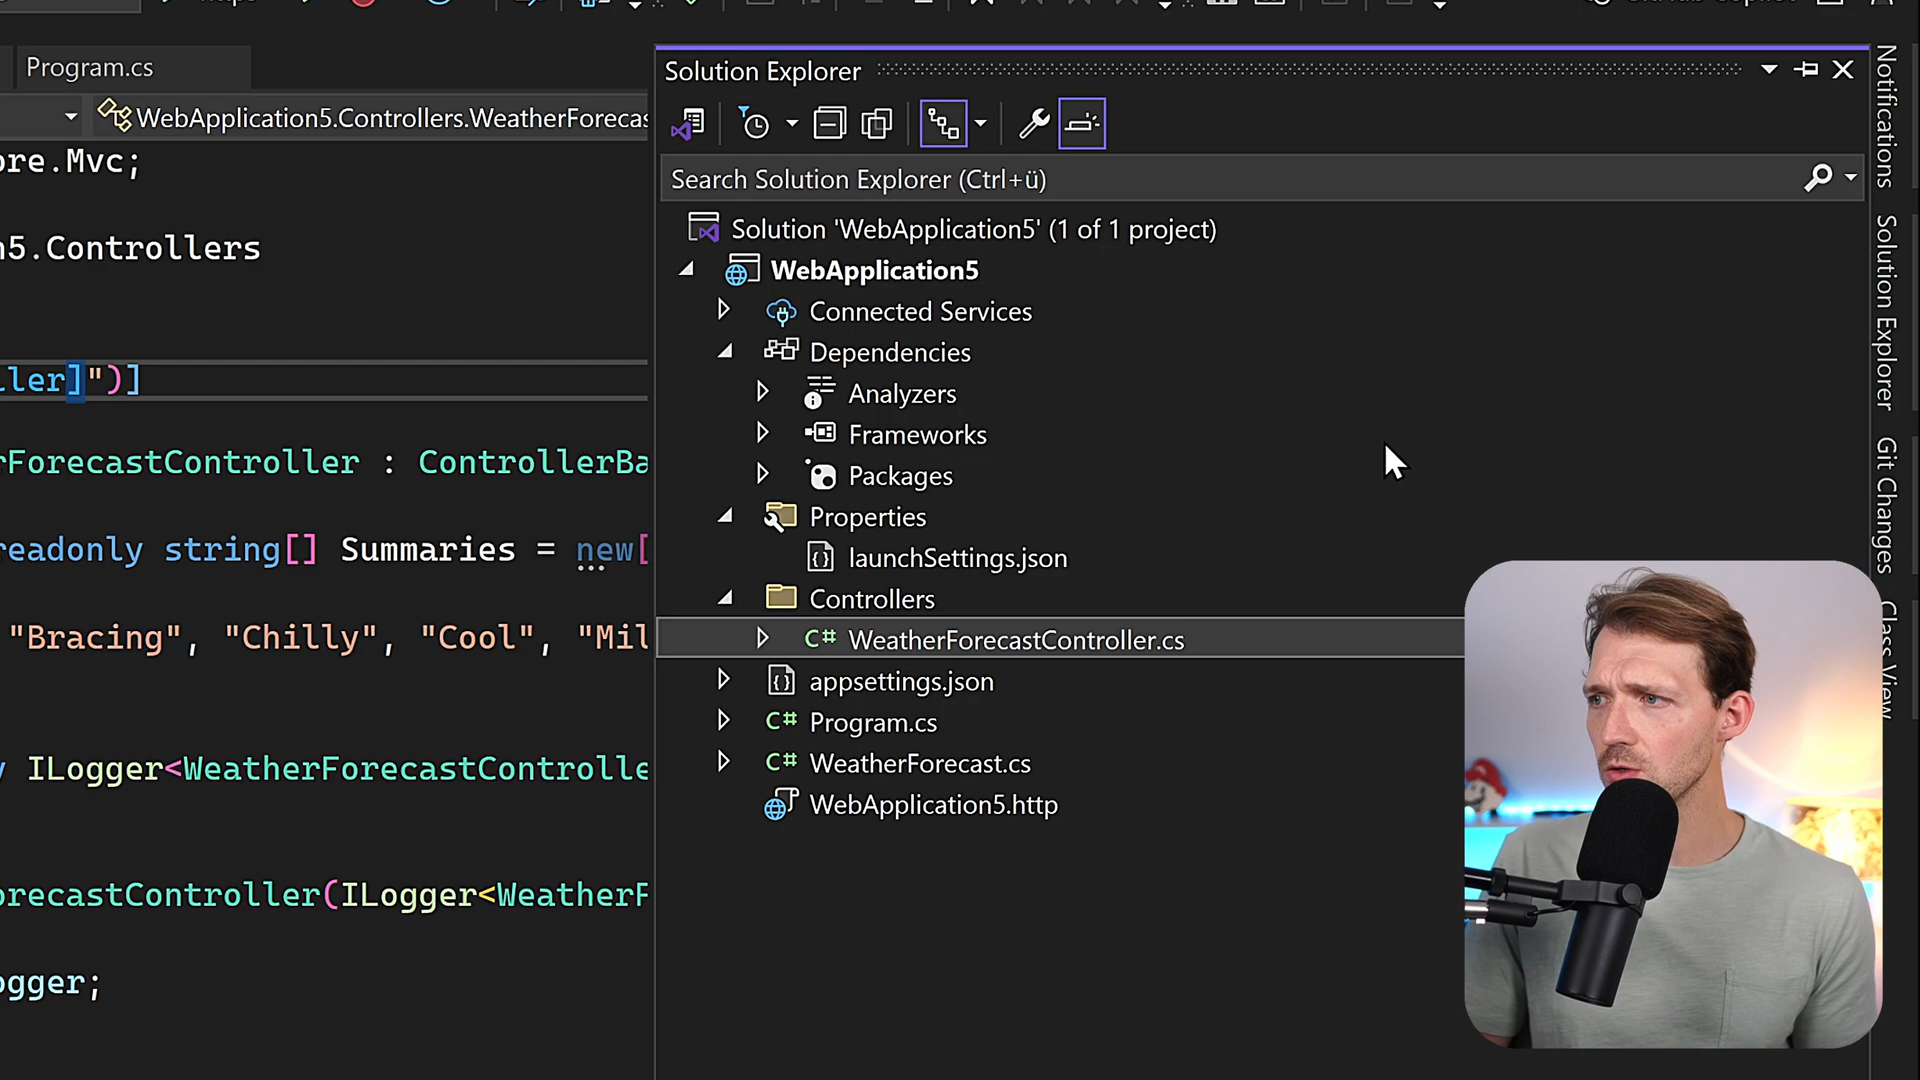 Program.cs
WebApplication5.Controllers.WeatherForecas
ore.Mvc;
n5.Controllers
ller]")]
rForecastController : ControllerBa
readonly string[] Summaries = new[
"Bracing", "Chilly", "Cool", "Mil
y ILogger<WeatherForecastControlle
orecastController(ILogger<WeatherF
ogger;
Solution Explorer
Search Solution Explorer (Ctrl+ü)
Solution 'WebApplication5' (1 of 1 project)
WebApplication5
Connected Services
Dependencies
Analyzers
Frameworks
Packages
Properties
launchSettings.json
Controllers
C# WeatherForecastController.cs
appsettings.json
C# Program.cs
C# WeatherForecast.cs
WebApplication5.http
Notifications
Solution Explorer
Git Changes
Class View